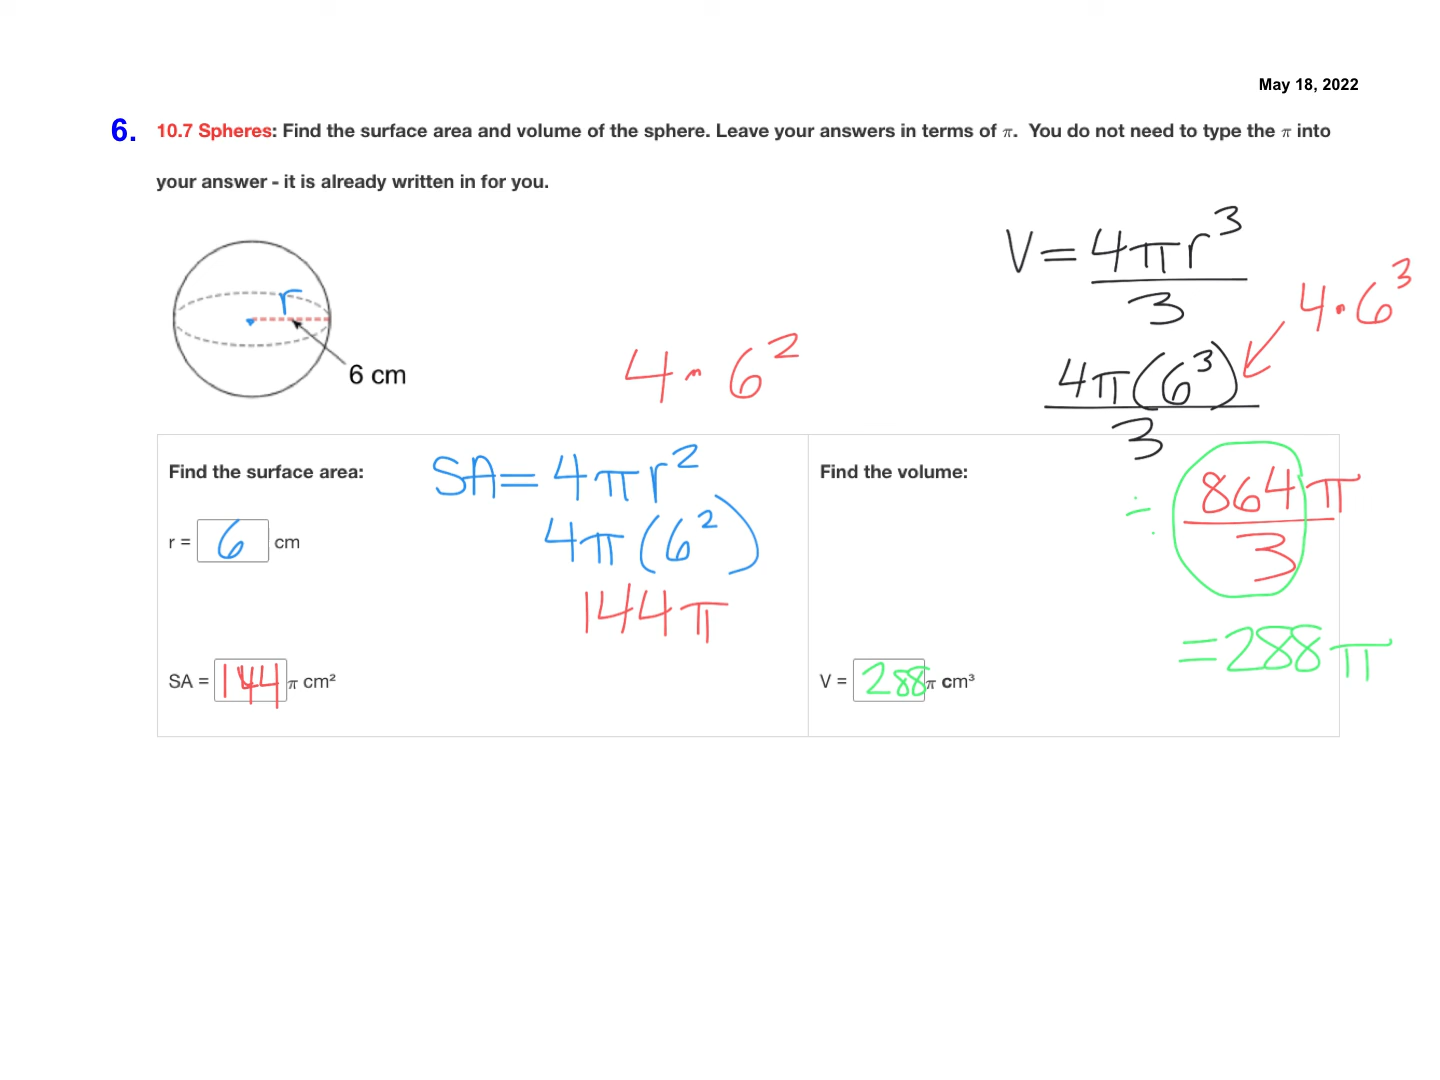 May 18, 2022
6. 10.7 Spheres: Find the surface area and volume of the sphere. Leave your answers in terms of π. You do not need to type the π into
your answer - it is already written in for you.
r
6 cm
4 · 6²
V = 4πr³
3
4 · 6³
4π(6³)
3
Find the surface area:
SA = 4πr²
r = 6 cm
4π(6²)
144π
SA = 144 π cm²
Find the volume:
÷ 864π
3
= 288π
V = 288 π cm³